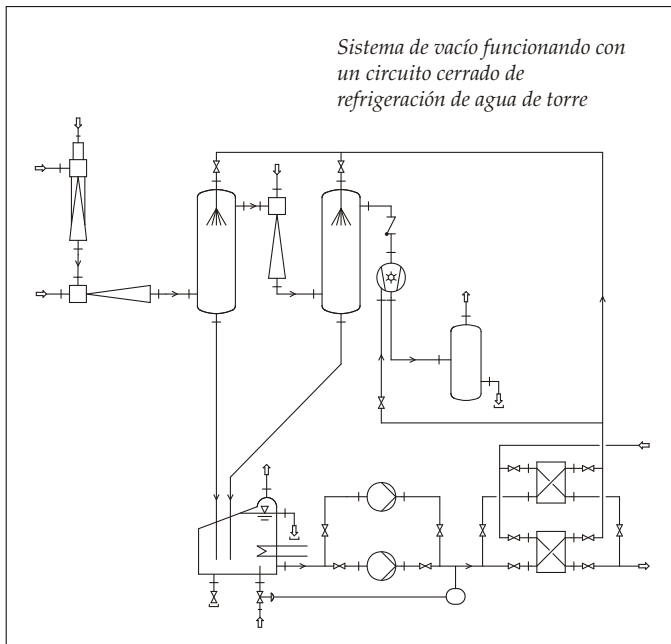 Sistema de vacío funcionando con
un circuito cerrado de
refrigeración de agua de torre